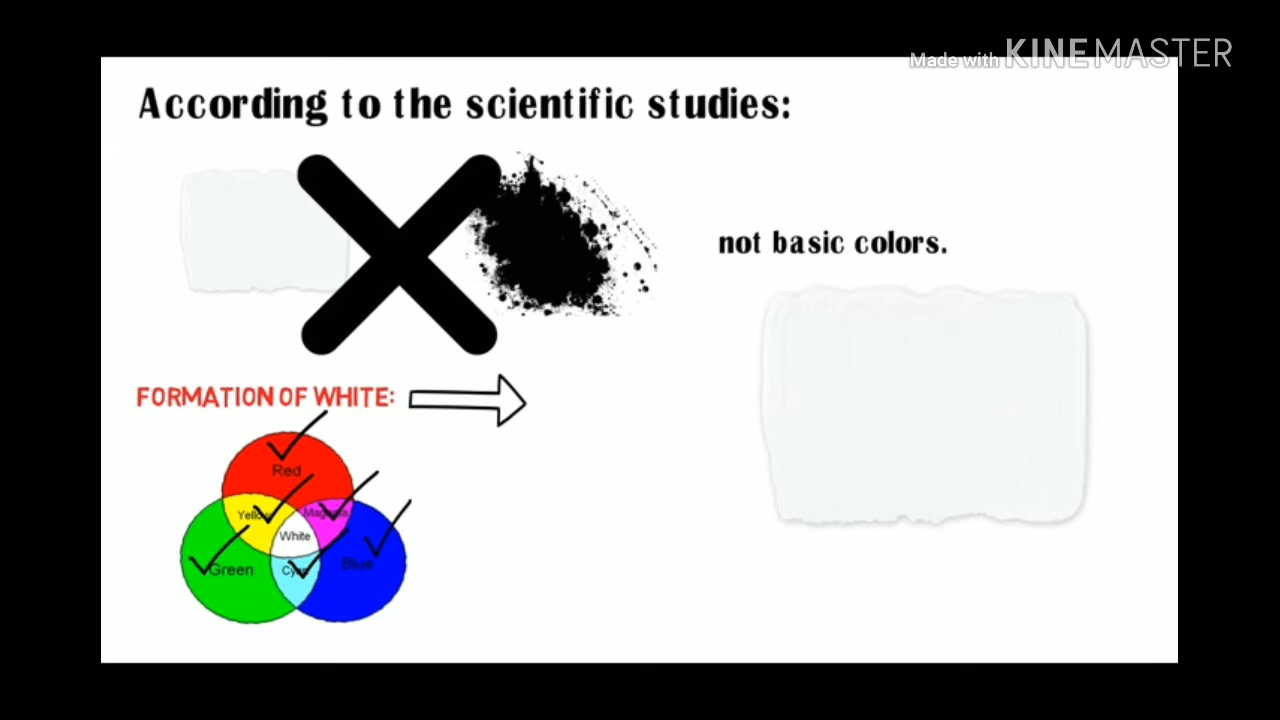 Made with KINEMASTER
According to the scientific studies:
not basic colors.
FORMATION OF WHITE:
Red
Yellow
Magenta
White
Green
Cyan
Blue